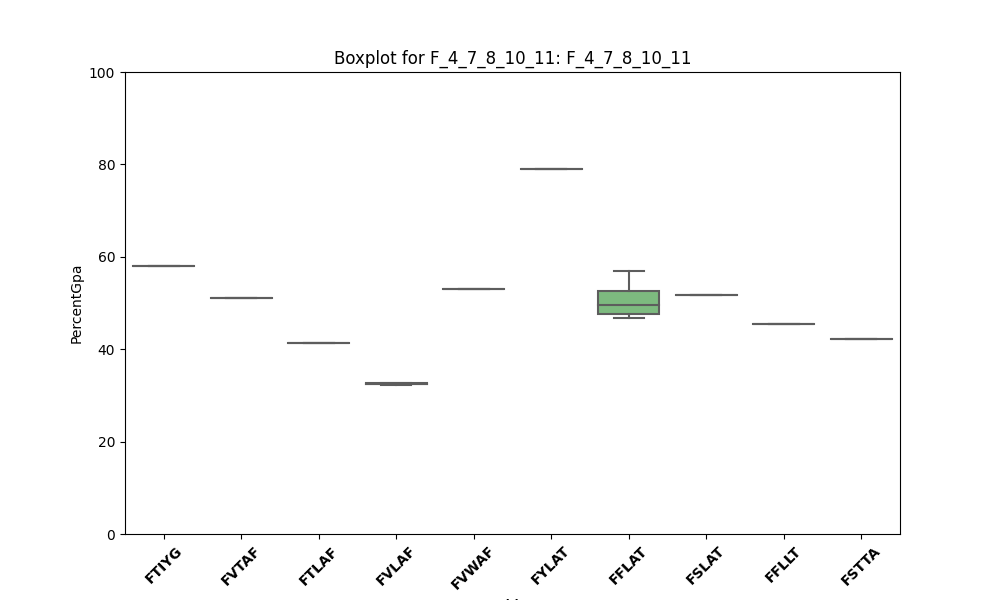 Boxplot for F_4_7_8_10_11: F_4_7_8_10_11
100
80
60
40
20
0
PercentGpa
FTIYG
FVTAF
FTLAF
FVLAF
FVWAF
FYLAT
FFLAT
FSLAT
FFLLT
FSTTA